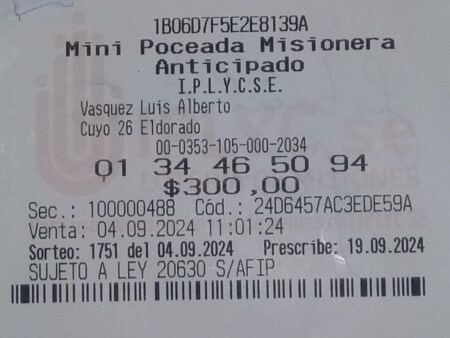 1B06D7F5E2E8139A
Mini Poceada Misionera
Anticipado
I.P.L.Y.C.S.E.
Vasquez Luis Alberto
Cuyo 26 Eldorado
00-0353-105-000-2034
01 34 46 50 94
$300,00
Sec.: 100000488 Cód.: 24D6457AC3EDE59A
Venta: 04.09.2024 11:01:24
Sorteo: 1751 del 04.09.2024 Prescribe: 19.09.2024
SUJETO A LEY 20630 S/AFIP